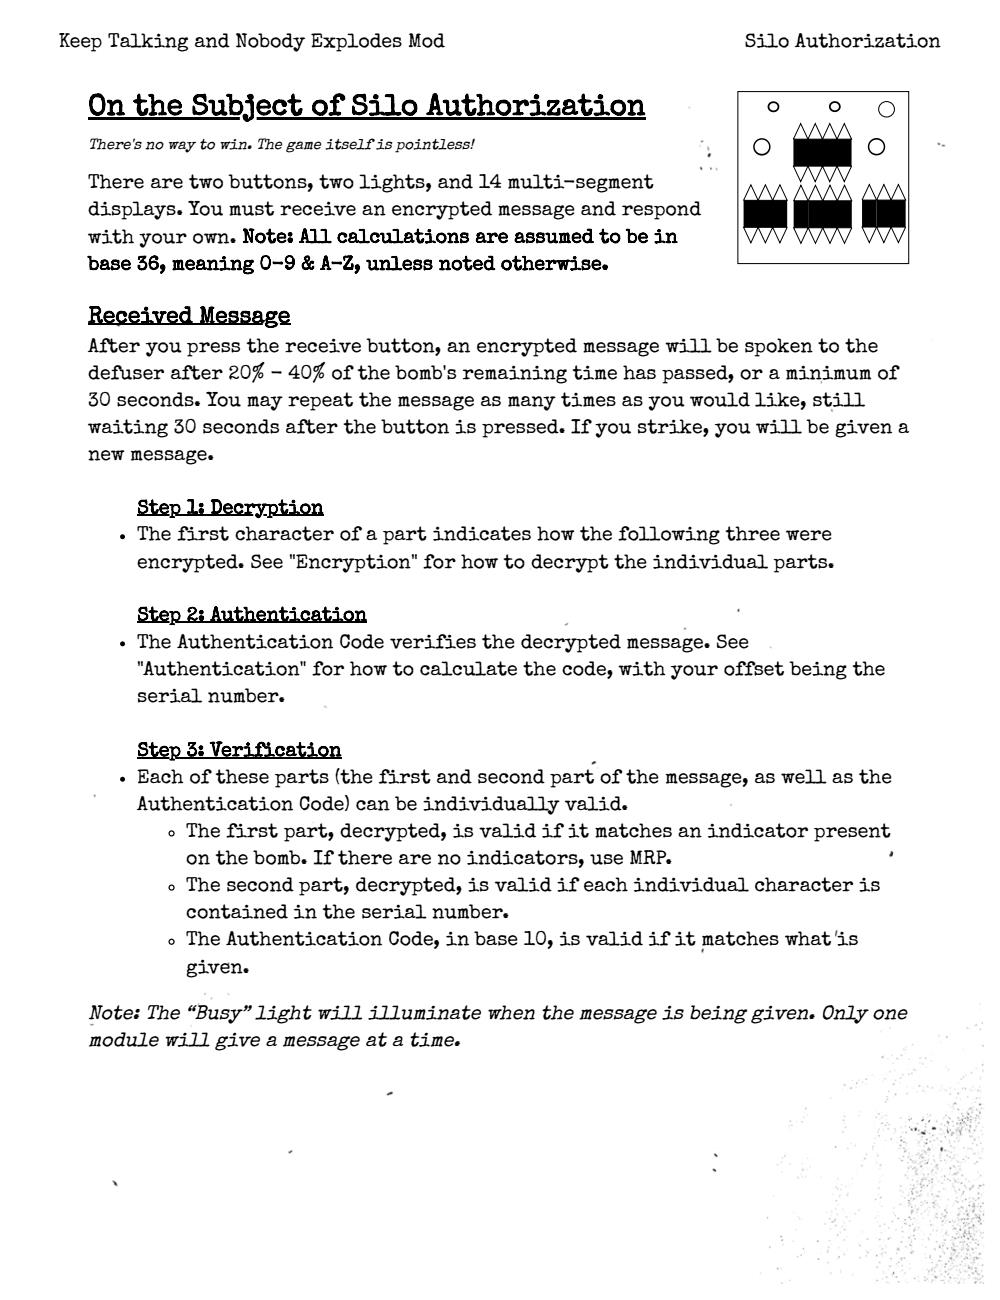 Keep Talking and Nobody Explodes Mod
Silo Authorization
On the Subject of Silo Authorization
There's no way to win. The game itself is pointless!
There are two buttons, two lights, and 14 multi-segment
displays. You must receive an encrypted message and respond
with your own. Note: All calculations are assumed to be in
base 36, meaning 0-9 & A-Z, unless noted otherwise.
Received Message
After you press the receive button, an encrypted message will be spoken to the
defuser after 20% - 40% of the bomb's remaining time has passed, or a minimum of
30 seconds. You may repeat the message as many times as you would like, still
waiting 30 seconds after the button is pressed. If you strike, you will be given a
new message.
Step 1: Decryption
• The first character of a part indicates how the following three were
encrypted. See "Encryption" for how to decrypt the individual parts.
Step 2: Authentication
• The Authentication Code verifies the decrypted message. See
"Authentication" for how to calculate the code, with your offset being the
serial number.
Step 3: Verification
• Each of these parts (the first and second part of the message, as well as the
Authentication Code) can be individually valid.
◦ The first part, decrypted, is valid if it matches an indicator present
on the bomb. If there are no indicators, use MRP.
◦ The second part, decrypted, is valid if each individual character is
contained in the serial number.
◦ The Authentication Code, in base 10, is valid if it matches what is
given.
Note: The “Busy” light will illuminate when the message is being given. Only one
module will give a message at a time.